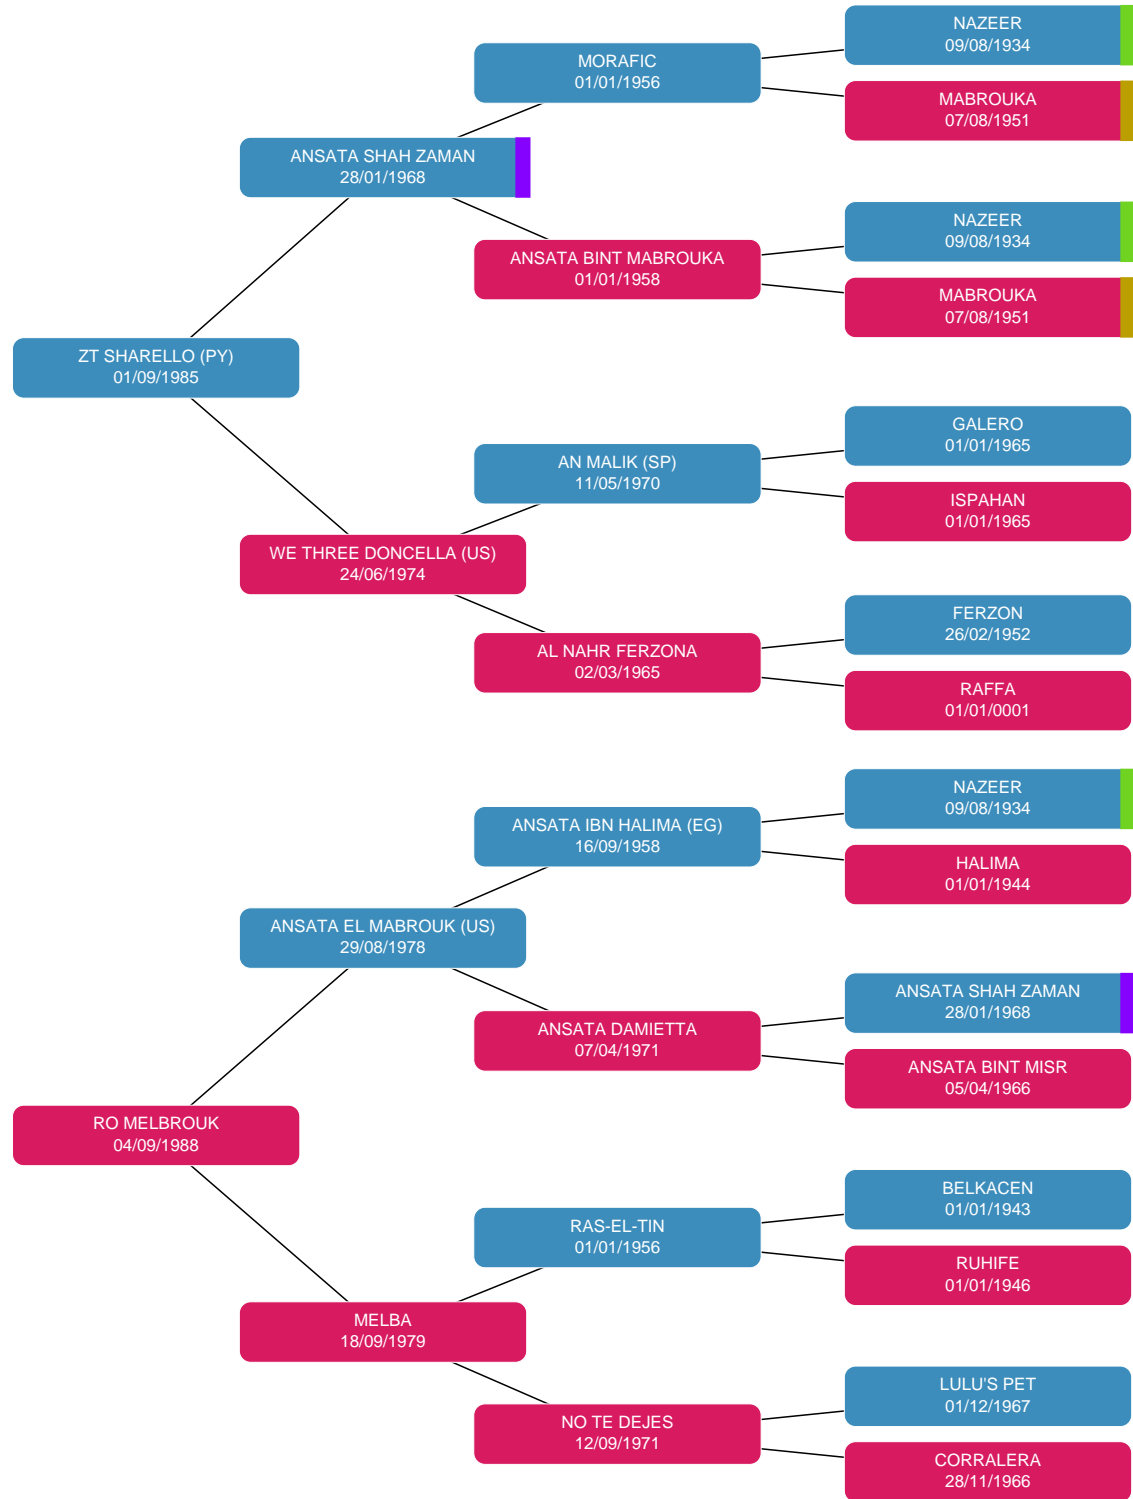 NAZEER
09/08/1934
MORAFIC
01/01/1956
MABROUKA
07/08/1951
ANSATA SHAH ZAMAN
28/01/1968
NAZEER
09/08/1934
ANSATA BINT MABROUKA
01/01/1958
MABROUKA
07/08/1951
ZT SHARELLO (PY)
01/09/1985
GALERO
01/01/1965
AN MALIK (SP)
11/05/1970
ISPAHAN
01/01/1965
WE THREE DONCELLA (US)
24/06/1974
FERZON
26/02/1952
AL NAHR FERZONA
02/03/1965
RAFFA
01/01/0001
NAZEER
09/08/1934
ANSATA IBN HALIMA (EG)
16/09/1958
HALIMA
01/01/1944
ANSATA EL MABROUK (US)
29/08/1978
ANSATA SHAH ZAMAN
28/01/1968
ANSATA DAMIETTA
07/04/1971
ANSATA BINT MISR
05/04/1966
RO MELBROUK
04/09/1988
BELKACEN
01/01/1943
RAS-EL-TIN
01/01/1956
RUHIFE
01/01/1946
MELBA
18/09/1979
LULU'S PET
01/12/1967
NO TE DEJES
12/09/1971
CORRALERA
28/11/1966